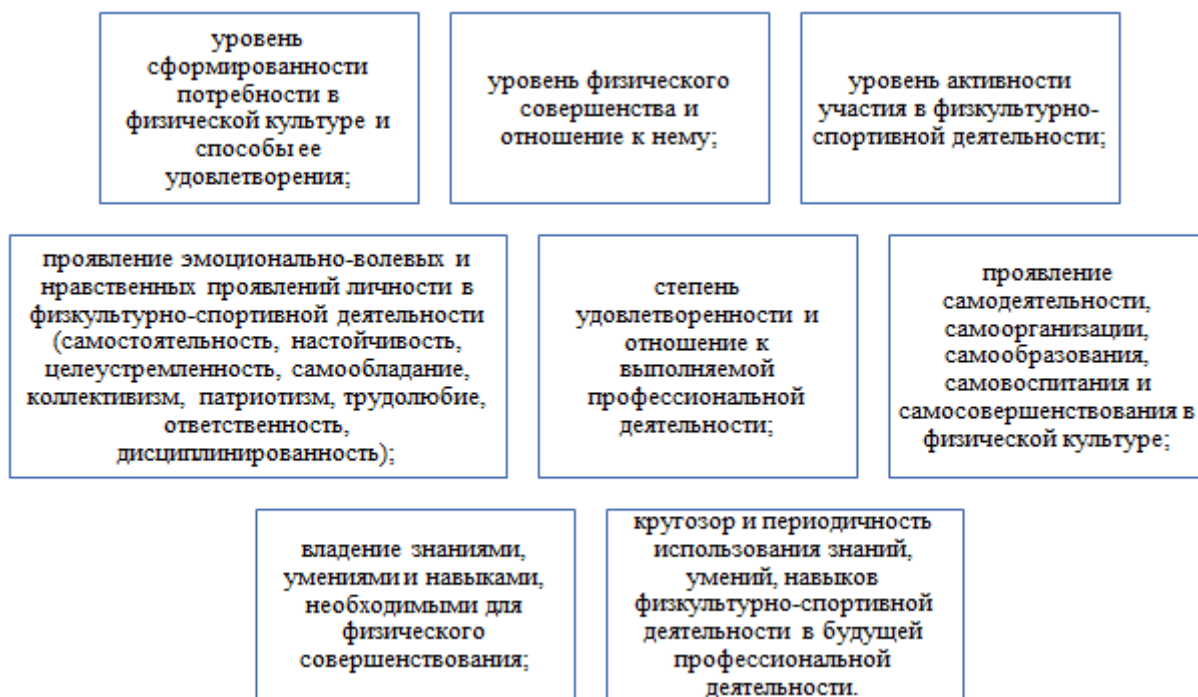 уровень
сформированности
потребности в
физической культуре и
способы ее
удовлетворения;
уровень физического
совершенства и
отношение к нему;
уровень активности
участия в физкультурно-
спортивной деятельности;
проявление эмоционально-волевых и
нравственных проявлений личности в
физкультурно-спортивной деятельности
(самостоятельность, настойчивость,
целеустремленность, самообладание,
коллективизм, патриотизм, трудолюбие,
ответственность,
дисциплинированность);
степень
удовлетворенности и
отношение к
выполняемой
профессиональной
деятельности;
проявление
самодеятельности,
самоорганизации,
самообразования,
самовоспитания и
самосовершенствования в
физической культуре;
владение знаниями,
умениями и навыками,
необходимыми для
физического
совершенствования;
кругозор и периодичность
использования знаний,
умений, навыков
физкультурно-спортивной
деятельности в будущей
профессиональной
деятельности.